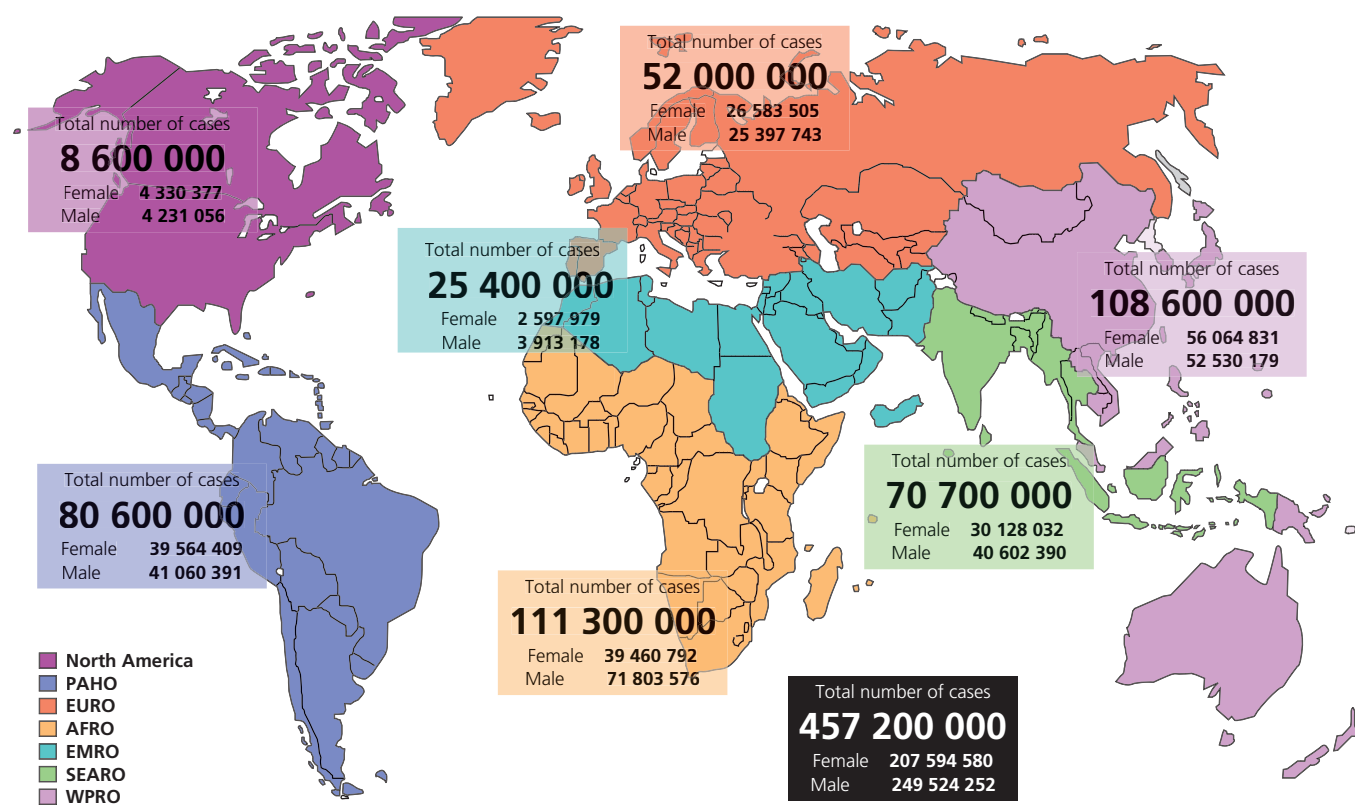 Total number of cases
52 000 000
Female 26 583 505
Male 25 397 743
Total number of cases
8 600 000
Female 4 330 377
Male 4 231 056
Total number of cases
25 400 000
Female 2 597 979
Male 3 913 178
Total number of cases
108 600 000
Female 56 064 831
Male 52 530 179
Total number of cases
80 600 000
Female 39 564 409
Male 41 060 391
Total number of cases
70 700 000
Female 30 128 032
Male 40 602 390
Total number of cases
111 300 000
Female 39 460 792
Male 71 803 576
Total number of cases
457 200 000
Female 207 594 580
Male 249 524 252
North America
PAHO
EURO
AFRO
EMRO
SEARO
WPRO